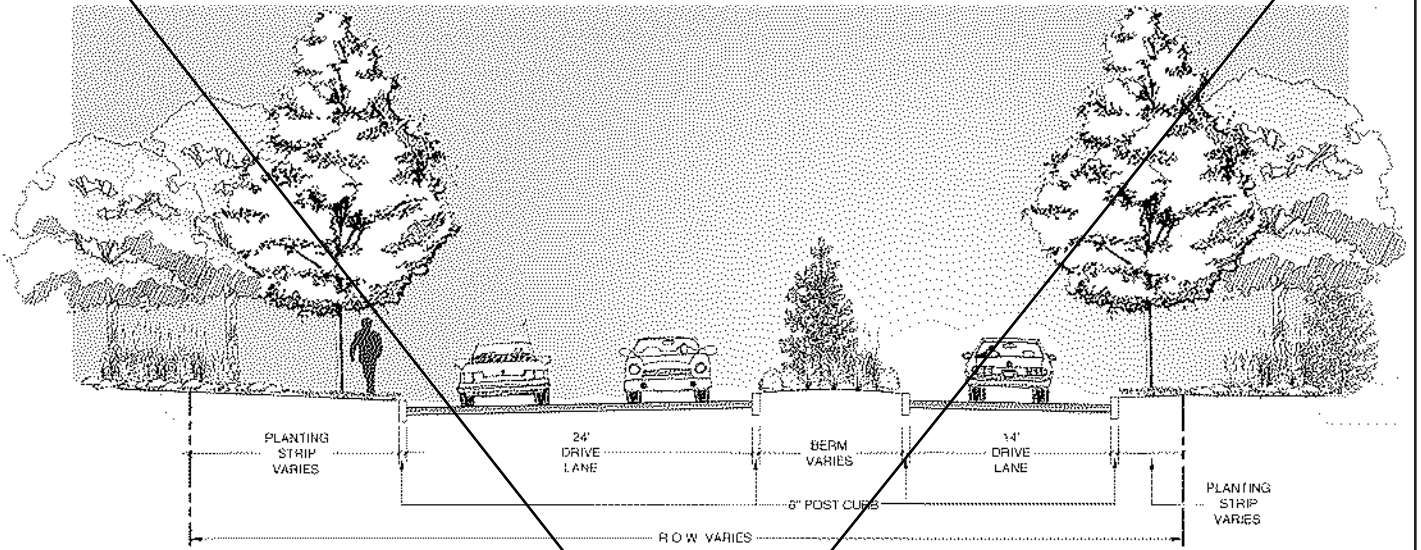 PLANTING
STRIP
VARIES
24'
DRIVE
LANE
BERM
VARIES
14'
DRIVE
LANE
6" POST CURB
PLANTING
STRIP
VARIES
R O W VARIES